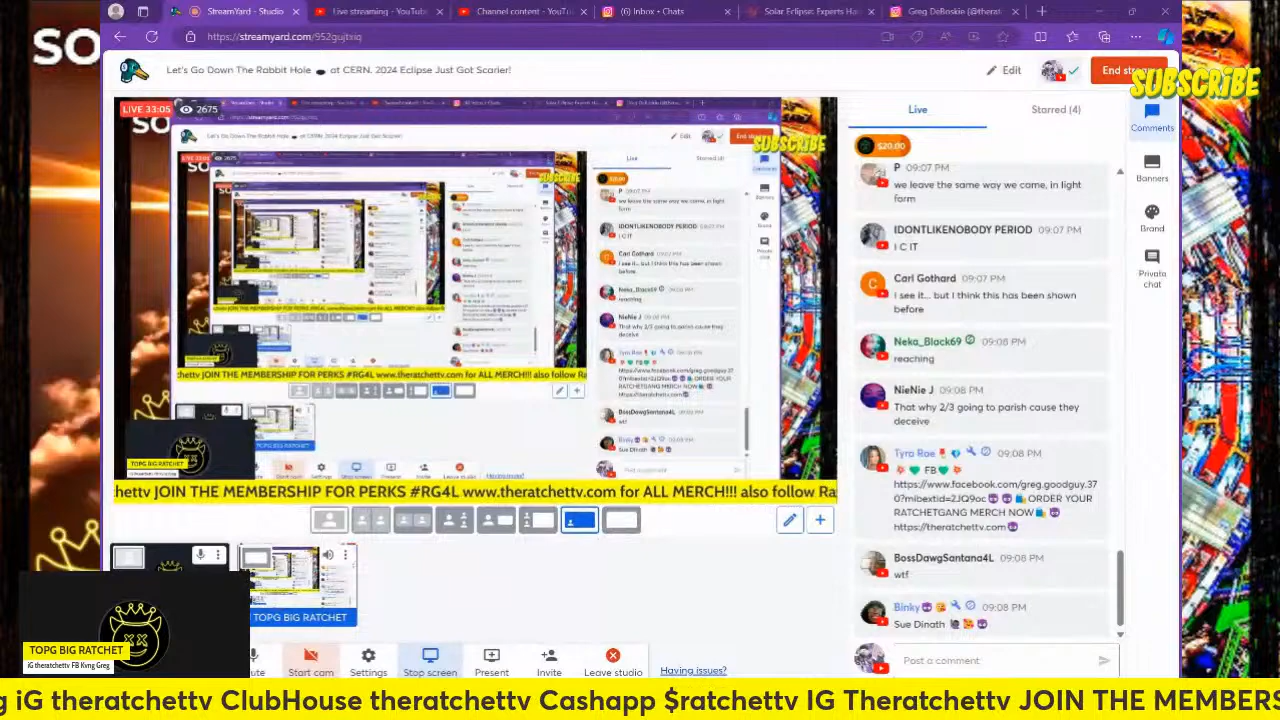 SO
StreamYard - Studio
Live streaming - YouTub
Channel content - YouTu
(6) Inbox • Chats
Solar Eclipse: Experts Ha
Greg DeBoskie (@therat
Let's Go Down The Rabbit Hole
at CERN. 2024 Eclipse Just Got Scarier!
Edit
End stream
SUBSCRIBE
LIVE 33:05
2675
Live
Starred (4)
Comments
Banners
Brand
Private
chat
$20.00
P 09:07 PM
we leave the same way we came, in light
form
IDONTLIKENOBODY PERIOD 09:07 PM
I C IT
Carl Gothard 09:07 PM
I see it... but I think this has been shown
before
Neka_Black69 09:08 PM
reaching
NieNie J 09:08 PM
That why 2/3 going to parish cause they
deceive
Tyra Roe 09:08 PM
FB
https://www.facebook.com/greg.goodguy.37
0?mibextid=2JQ9oc ORDER YOUR
RATCHETGANG MERCH NOW
https://theratchettv.com
BossDawgSantana4L 09:08 PM
wtf
Binky 09:08 PM
Sue Dinath
Post a comment
hettv JOIN THE MEMBERSHIP FOR PERKS #RG4L www.theratchettv.com for ALL MERCH!!! also follow Ra
TOPG BIG RATCHET
TOPG BIG RATCHET
iG theratchettv FB Kvng Greg
ute
Start cam
Settings
Stop screen
Present
Invite
Leave studio
Having issues?
g iG theratchettv ClubHouse theratchettv Cashapp $ratchettv IG Theratchettv JOIN THE MEMBERS